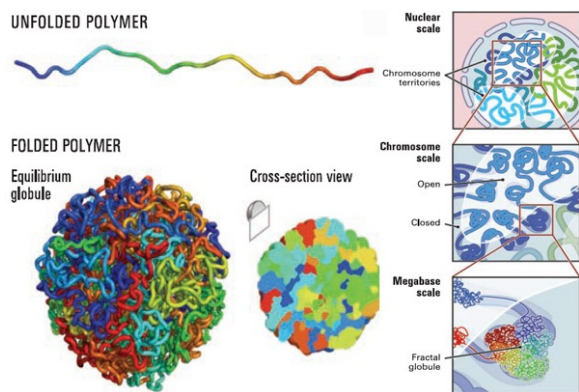 UNFOLDED POLYMER
FOLDED POLYMER
Equilibrium
globule
Cross-section view
Nuclear
scale
Chromosome
territories
Chromosome
scale
Open
Closed
Megabase
scale
Fractal
globule